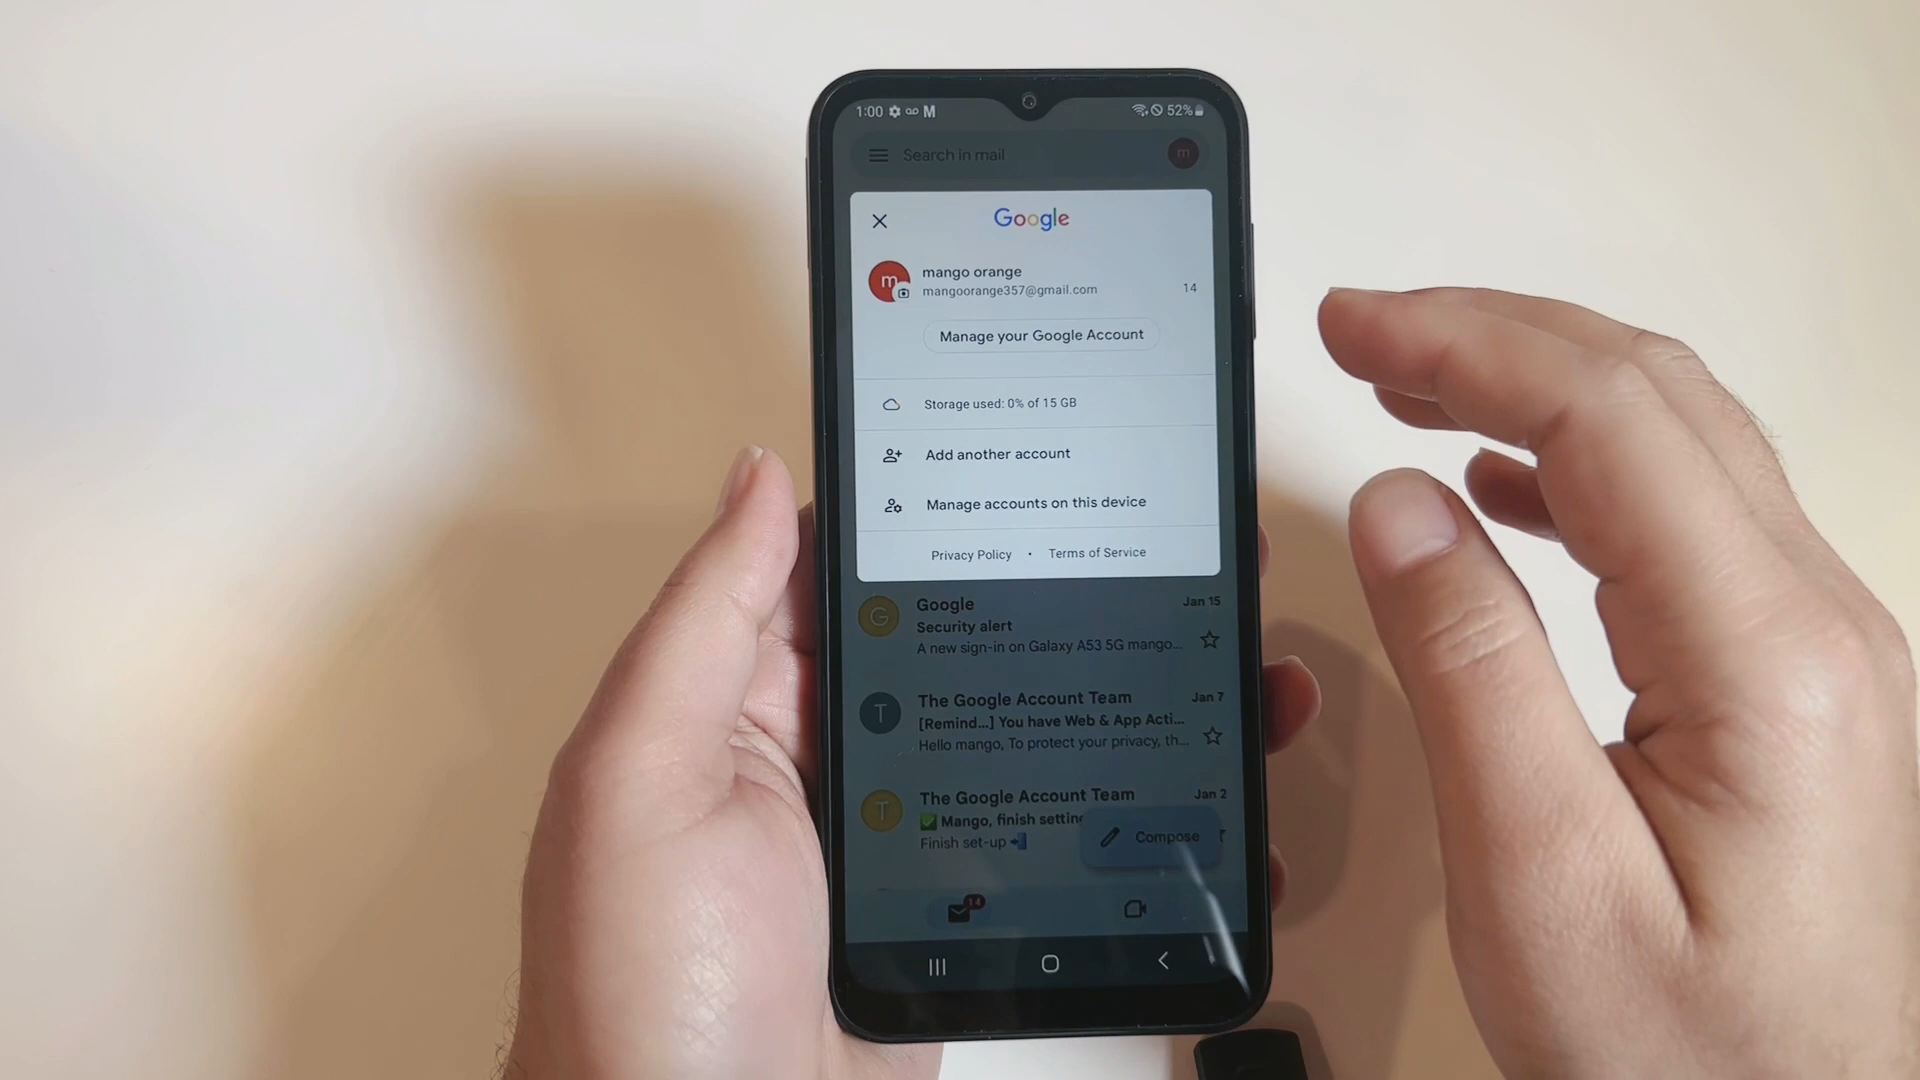 1:00 M 52%
Search in mail
m
Google
m
mango orange
mangoorange357@gmail.com
14
Manage your Google Account
Storage used: 0% of 15 GB
Add another account
Manage accounts on this device
Privacy Policy • Terms of Service
G
Google
Jan 15
Security alert
A new sign-in on Galaxy A53 5G mango...
T
The Google Account Team
Jan 7
[Remind...] You have Web & App Acti...
Hello mango, To protect your privacy, th...
T
The Google Account Team
Jan 2
✅ Mango, finish setting
Finish set-up 📲
Compose
14